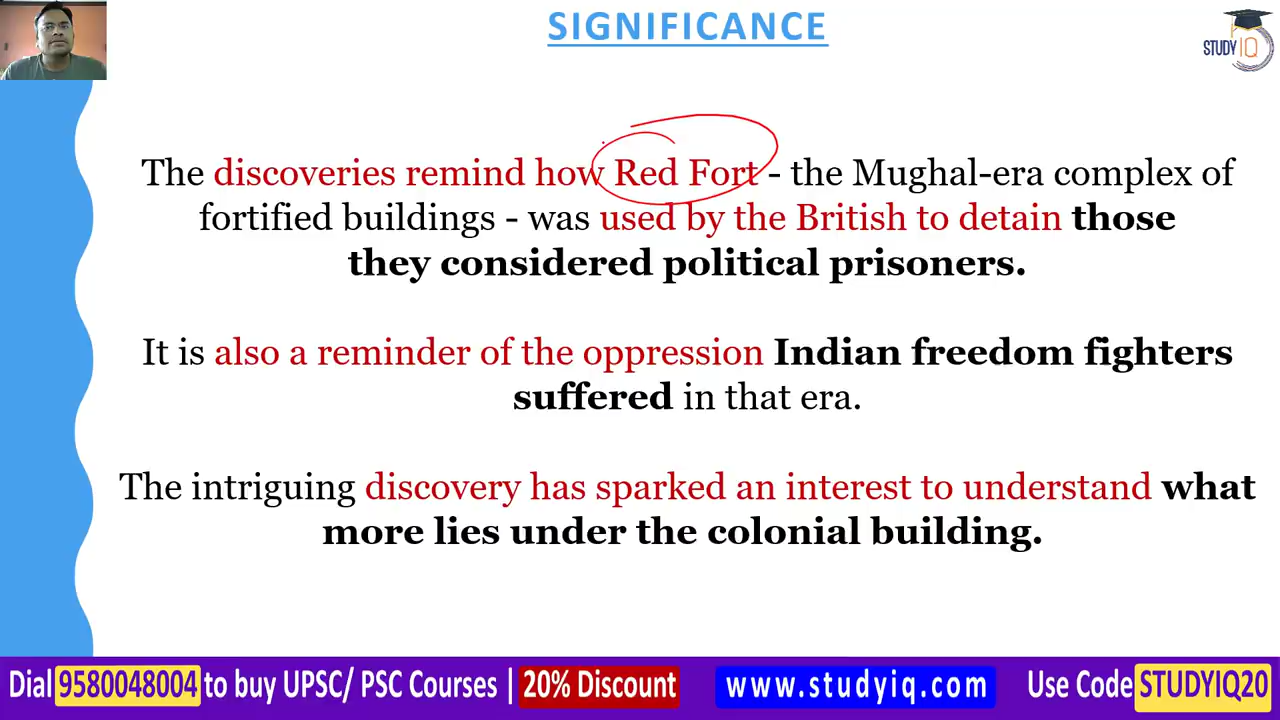 SIGNIFICANCE
STUDY IQ
The discoveries remind how Red Fort - the Mughal-era complex of
fortified buildings - was used by the British to detain those
they considered political prisoners.
It is also a reminder of the oppression Indian freedom fighters
suffered in that era.
The intriguing discovery has sparked an interest to understand what
more lies under the colonial building.
Dial 9580048004 to buy UPSC/ PSC Courses | 20% Discount www.studyiq.com Use Code STUDYIQ20